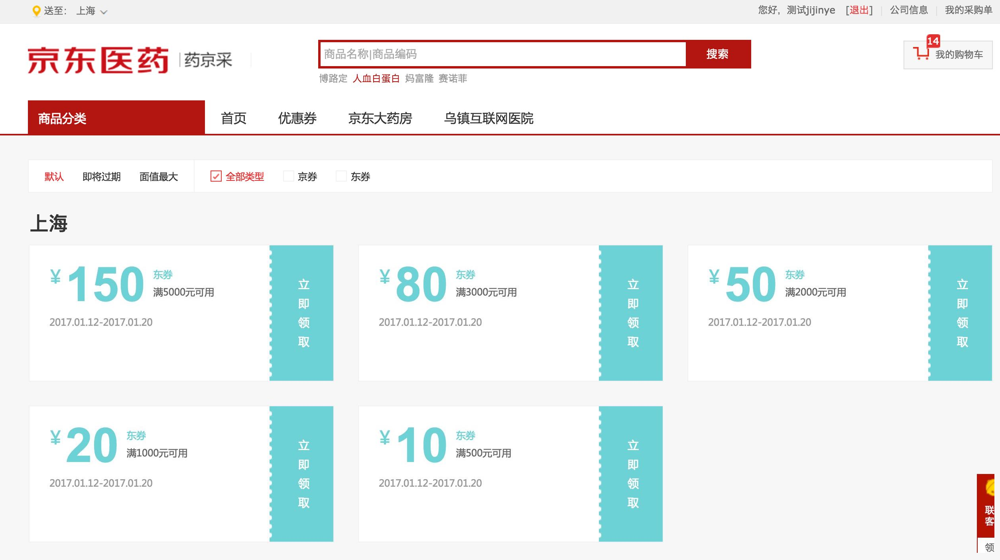 送至： 上海
您好，测试jijinye [退出] 公司信息 我的采购单
京东医药 药京采
商品名称|商品编码 搜索
14
我的购物车
博路定 人血白蛋白 妈富隆 赛诺菲
商品分类 首页 优惠券 京东大药房 乌镇互联网医院
默认 即将过期 面值最大 全部类型 京券 东券
上海
¥150 东券
满5000元可用
2017.01.12-2017.01.20
立即领取
¥80 东券
满3000元可用
2017.01.12-2017.01.20
立即领取
¥50 东券
满2000元可用
2017.01.12-2017.01.20
立即领取
¥20 东券
满1000元可用
2017.01.12-2017.01.20
立即领取
¥10 东券
满500元可用
2017.01.12-2017.01.20
立即领取
联
客
领